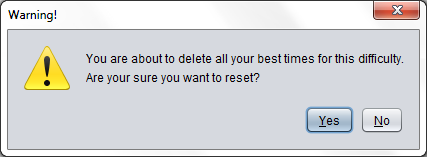 Warning!
You are about to delete all your best times for this difficulty.
Are your sure you want to reset?
Yes No